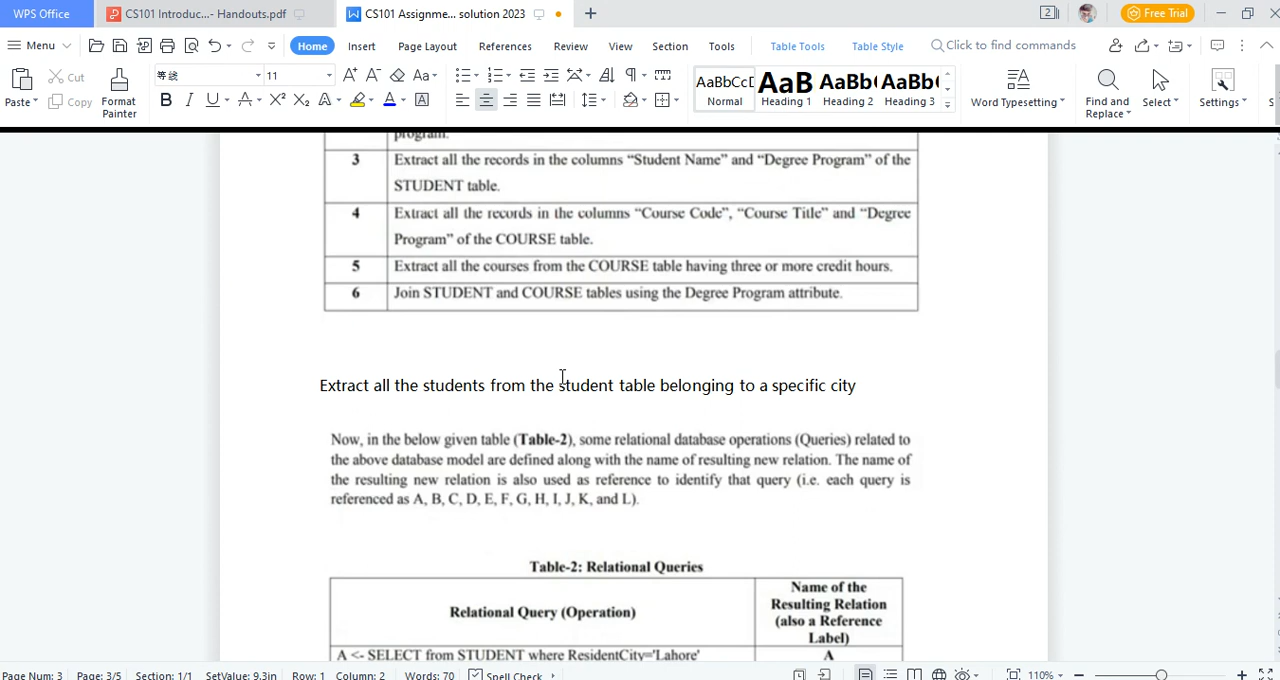 WPS Office
CS101 Introduc...- Handouts.pdf
CS101 Assignme... solution 2023
Free Trial
Menu
Home
Insert
Page Layout
References
Review
View
Section
Tools
Table Tools
Table Style
Click to find commands
Paste
Cut
Copy
Format
Painter
11
AaBbCcD
Normal
AaB
Heading 1
AaBb
Heading 2
AaBb
Heading 3
Word Typesetting
Find and
Replace
Select
Settings
program.
3 Extract all the records in the columns “Student Name” and “Degree Program” of the
STUDENT table.
4 Extract all the records in the columns “Course Code”, “Course Title” and “Degree
Program” of the COURSE table.
5 Extract all the courses from the COURSE table having three or more credit hours.
6 Join STUDENT and COURSE tables using the Degree Program attribute.
Extract all the students from the student table belonging to a specific city
Now, in the below given table (Table-2), some relational database operations (Queries) related to
the above database model are defined along with the name of resulting new relation. The name of
the resulting new relation is also used as reference to identify that query (i.e. each query is
referenced as A, B, C, D, E, F, G, H, I, J, K, and L).
Table-2: Relational Queries
Relational Query (Operation)
Name of the
Resulting Relation
(also a Reference
Label)
A <- SELECT from STUDENT where ResidentCity='Lahore' A
Page Num: 3 Page: 3/5 Section: 1/1 SetValue: 9.3in Row: 1 Column: 2 Words: 70 Spell Check 110%